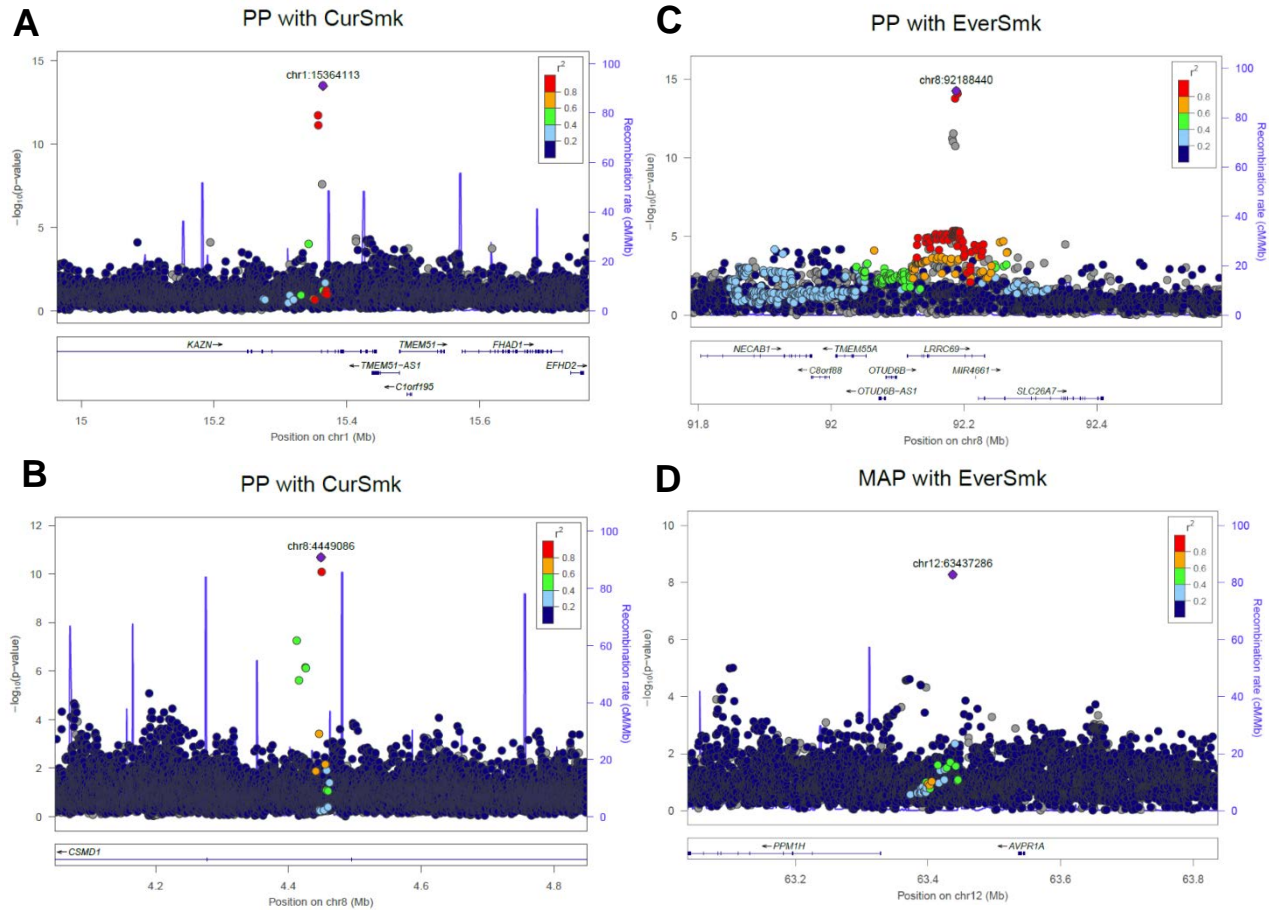 A
PP with CurSmk
chr1:15364113
r²
0.8
0.6
0.4
0.2
15
10
5
0
−log10(p−value)
100
80
60
40
20
0
Recombination rate (cM/Mb)
KAZN→
TMEM51→
FHAD1→
←TMEM51−AS1
EFHD2→
←C1orf195
15
15.2
15.4
15.6
Position on chr1 (Mb)
B
PP with CurSmk
chr8:4449086
r²
0.8
0.6
0.4
0.2
12
10
8
6
4
2
0
−log10(p−value)
100
80
60
40
20
0
Recombination rate (cM/Mb)
←CSMD1
4.2
4.4
4.6
4.8
Position on chr8 (Mb)
C
PP with EverSmk
chr8:92188440
r²
0.8
0.6
0.4
0.2
15
10
5
0
−log10(p−value)
100
80
60
40
20
0
Recombination rate (cM/Mb)
NECAB1→
←TMEM55A
LRRC69→
←C8orf88
OTUD6B→
MIR4661→
←OTUD6B−AS1
SLC26A7→
91.8
92
92.2
92.4
Position on chr8 (Mb)
D
MAP with EverSmk
chr12:63437286
r²
0.8
0.6
0.4
0.2
10
8
6
4
2
0
−log10(p−value)
100
80
60
40
20
0
Recombination rate (cM/Mb)
←PPM1H
←AVPR1A
63.2
63.4
63.6
63.8
Position on chr12 (Mb)